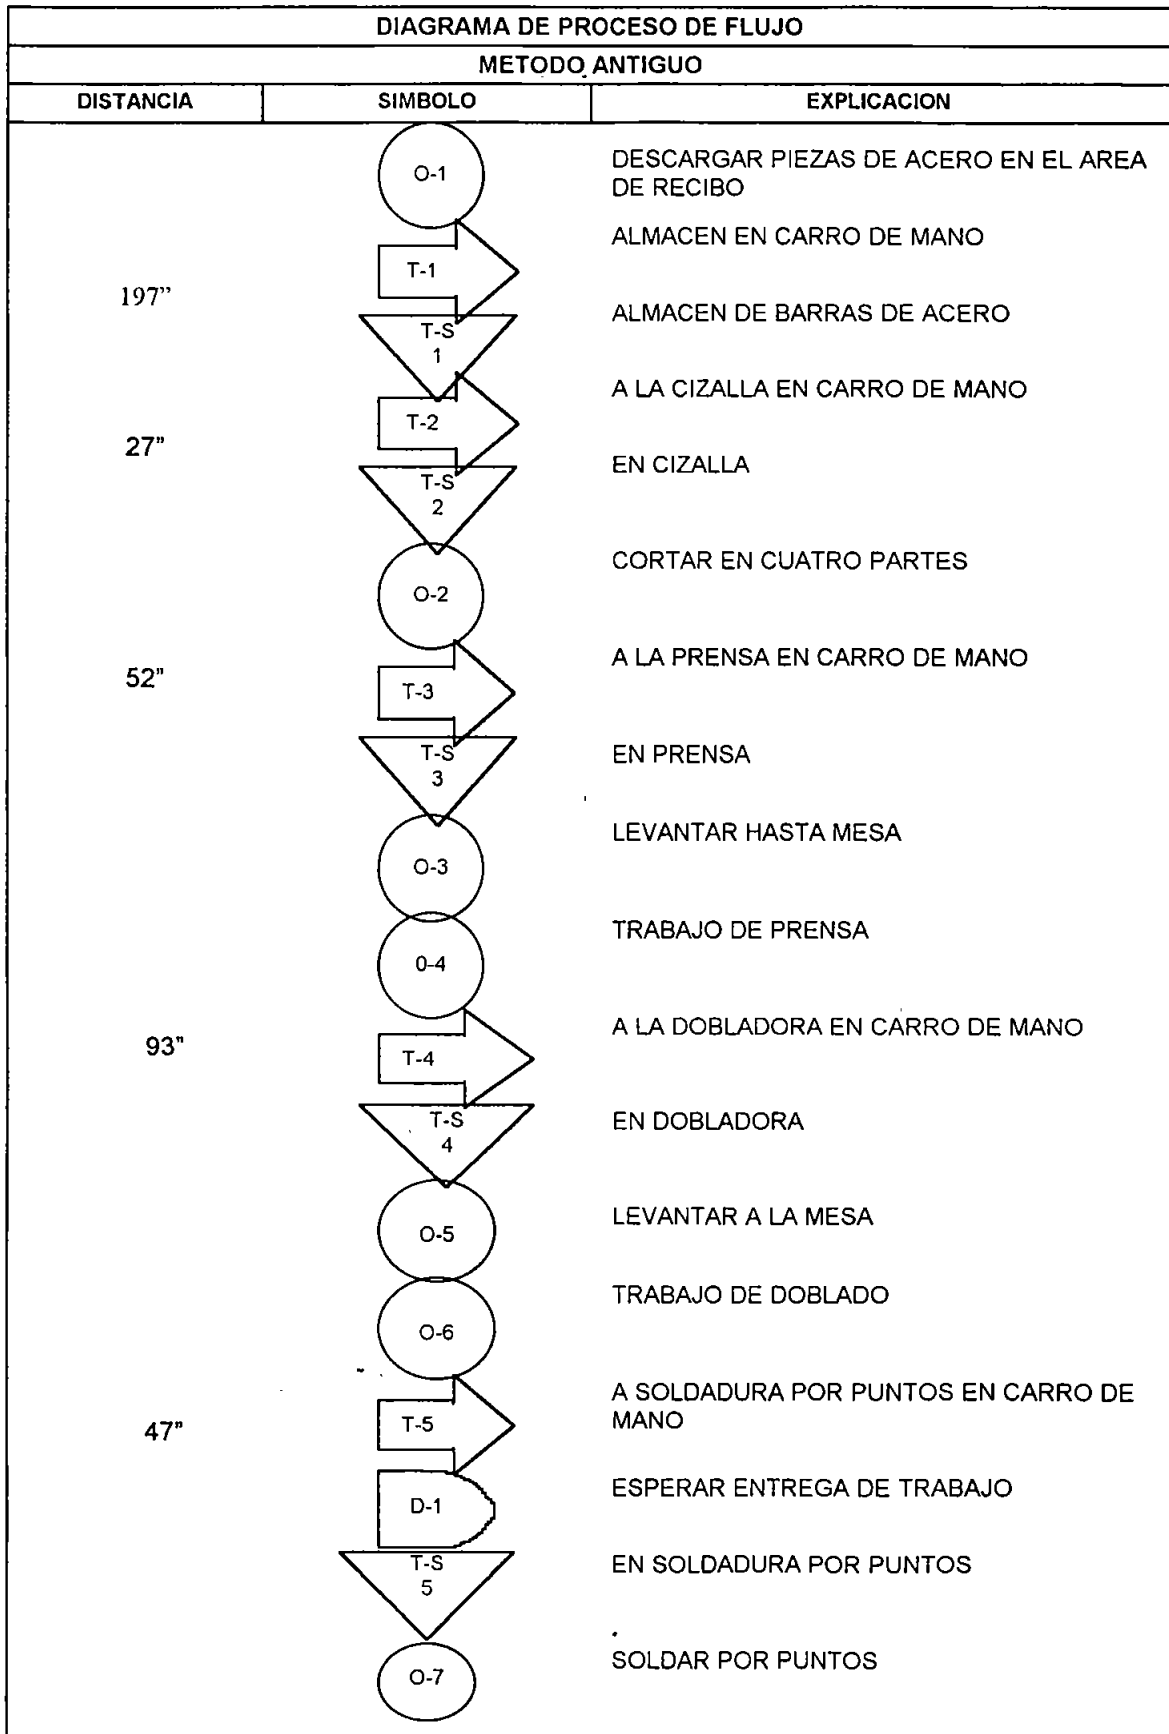 DIAGRAMA DE PROCESO DE FLUJO
METODO ANTIGUO
DISTANCIA SIMBOLO EXPLICACION
O-1 DESCARGAR PIEZAS DE ACERO EN EL AREA
DE RECIBO
T-1 ALMACEN EN CARRO DE MANO
197”
T-S
1
ALMACEN DE BARRAS DE ACERO
T-2 A LA CIZALLA EN CARRO DE MANO
27”
T-S
2
EN CIZALLA
O-2 CORTAR EN CUATRO PARTES
52” T-3 A LA PRENSA EN CARRO DE MANO
T-S
3
EN PRENSA
O-3 LEVANTAR HASTA MESA
0-4 TRABAJO DE PRENSA
93” T-4 A LA DOBLADORA EN CARRO DE MANO
T-S
4
EN DOBLADORA
O-5 LEVANTAR A LA MESA
O-6 TRABAJO DE DOBLADO
47” T-5 A SOLDADURA POR PUNTOS EN CARRO DE
MANO
D-1 ESPERAR ENTREGA DE TRABAJO
T-S
5
EN SOLDADURA POR PUNTOS
O-7 SOLDAR POR PUNTOS